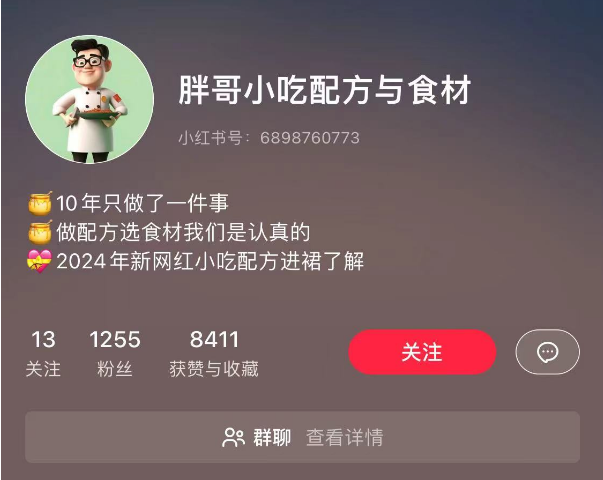 胖哥小吃配方与食材
小红书号：6898760773
🍯10年只做了一件事
🍯做配方选食材我们是认真的
💝2024年新网红小吃配方进裙了解
13 1255 8411
关注 粉丝 获赞与收藏
关注
群聊 查看详情